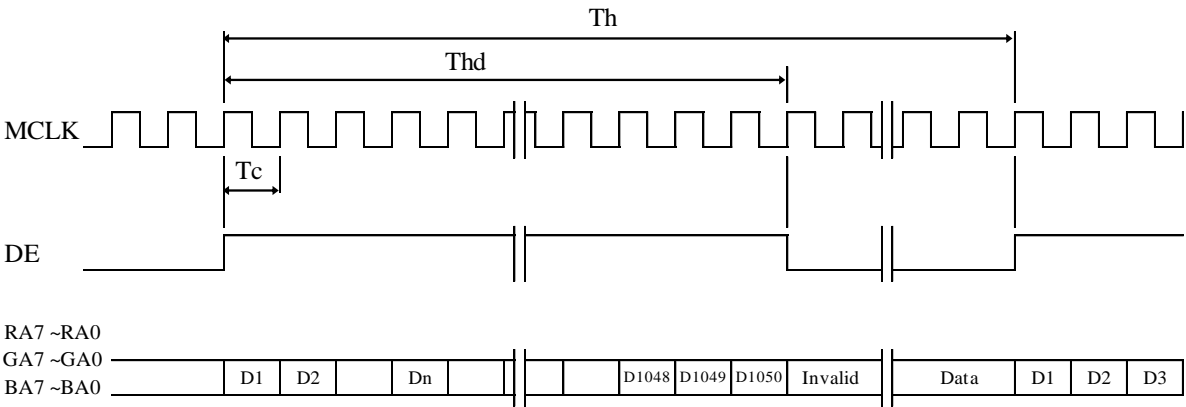 Th
Thd
MCLK
Tc
DE
RA7 ~RA0
GA7 ~GA0
BA7 ~BA0
D1 D2 Dn D1048 D1049 D1050 Invalid Data D1 D2 D3